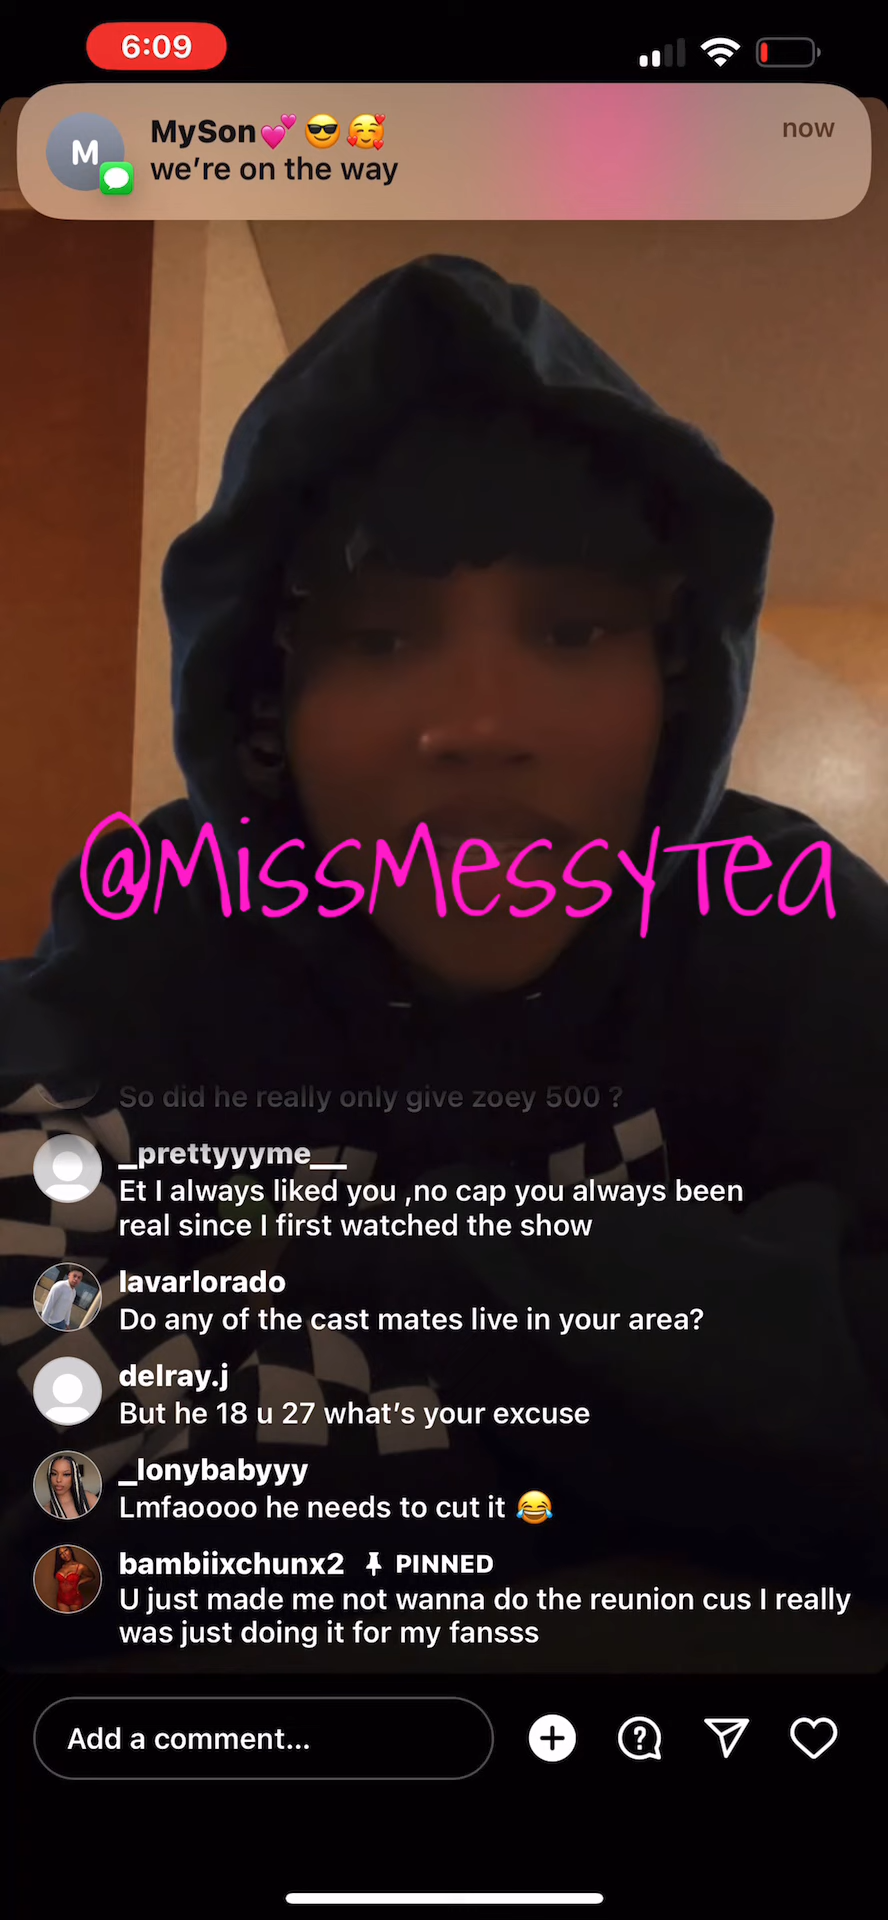 6:09
MySon💕😎🥰
now
we're on the way
M
@MissMessyTea
So did he really only give zoey 500 ?
_prettyyyme__
Et I always liked you ,no cap you always been
real since I first watched the show
lavarlorado
Do any of the cast mates live in your area?
delray.j
But he 18 u 27 what's your excuse
_lonybabyyy
Lmfaoooo he needs to cut it 😂
bambiixchunx2 📌 PINNED
U just made me not wanna do the reunion cus I really
was just doing it for my fansss
Add a comment...